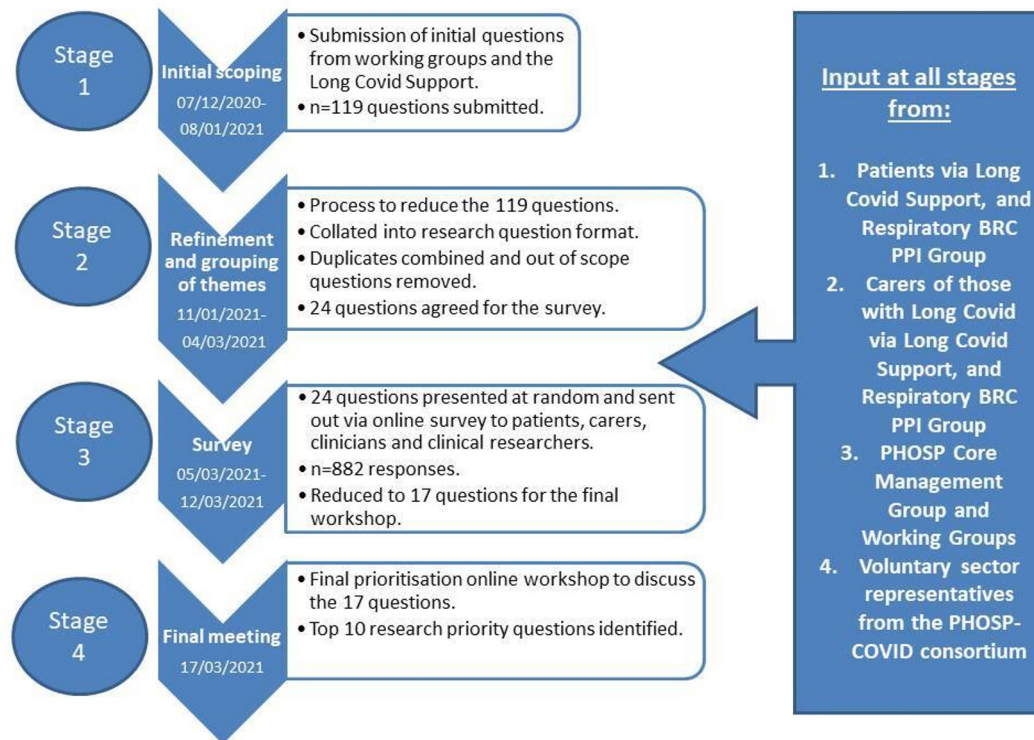 Stage
1
Initial scoping
07/12/2020-
08/01/2021
• Submission of initial questions
from working groups and the
Long Covid Support.
• n=119 questions submitted.
Stage
2
Refinement
and grouping
of themes
11/01/2021-
04/03/2021
• Process to reduce the 119 questions.
• Collated into research question format.
• Duplicates combined and out of scope
questions removed.
• 24 questions agreed for the survey.
Stage
3
Survey
05/03/2021-
12/03/2021
• 24 questions presented at random and sent
out via online survey to patients, carers,
clinicians and clinical researchers.
• n=882 responses.
• Reduced to 17 questions for the final
workshop.
Stage
4
Final meeting
17/03/2021
• Final prioritisation online workshop to discuss
the 17 questions.
• Top 10 research priority questions identified.
Input at all stages
from:
1. Patients via Long
Covid Support, and
Respiratory BRC
PPI Group
2. Carers of those
with Long Covid
via Long Covid
Support, and
Respiratory BRC
PPI Group
3. PHOSP Core
Management
Group and
Working Groups
4. Voluntary sector
representatives
from the PHOSP-
COVID consortium